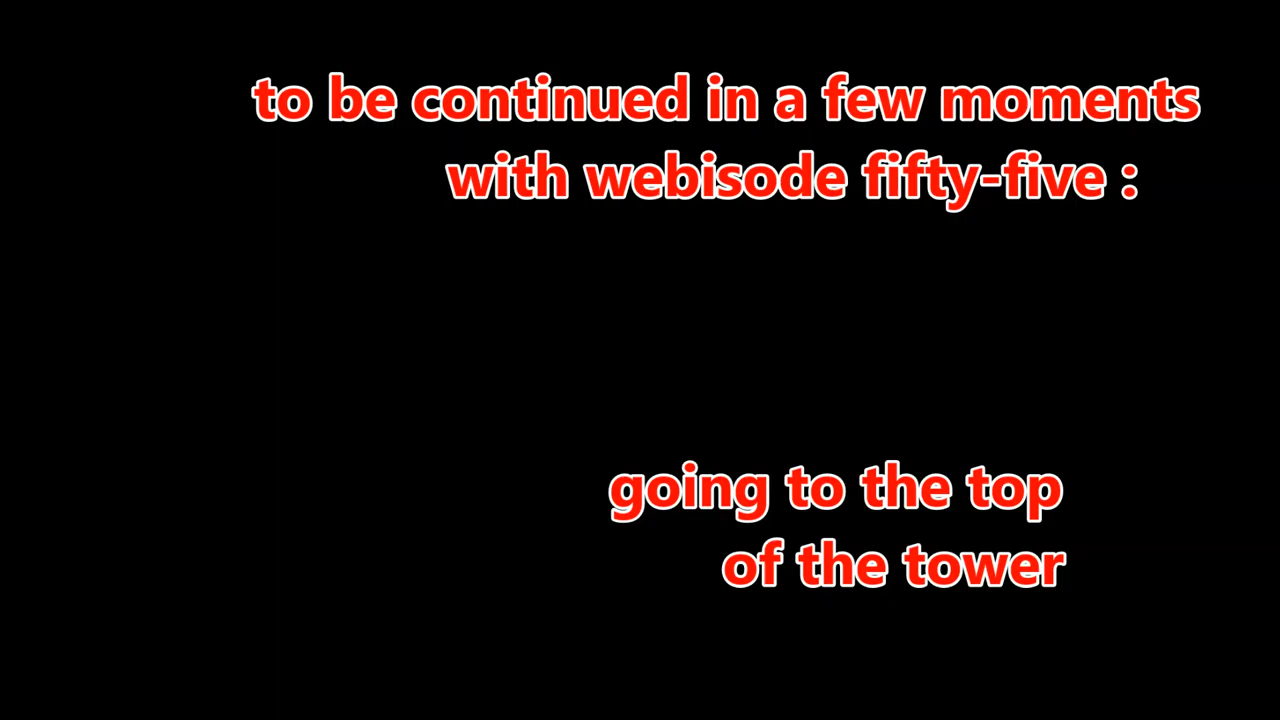 to be continued in a few moments
with webisode fifty-five :
going to the top
of the tower